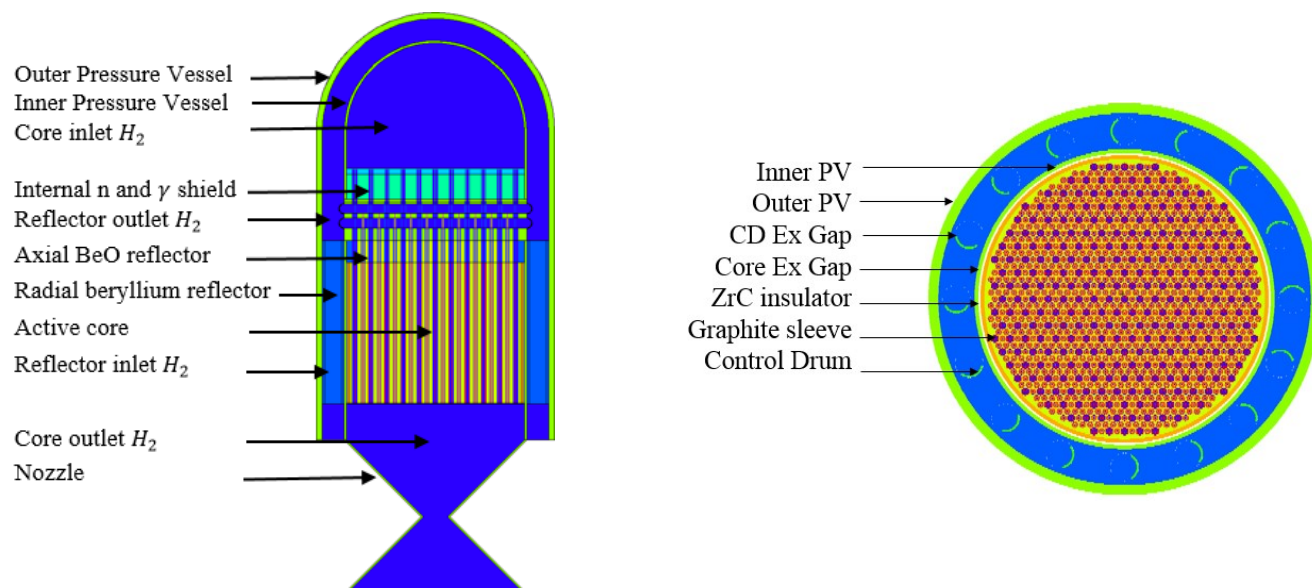 Outer Pressure Vessel
Inner Pressure Vessel
Core inlet H₂
Internal n and γ shield
Reflector outlet H₂
Axial BeO reflector
Radial beryllium reflector
Active core
Reflector inlet H₂
Core outlet H₂
Nozzle
Inner PV
Outer PV
CD Ex Gap
Core Ex Gap
ZrC insulator
Graphite sleeve
Control Drum